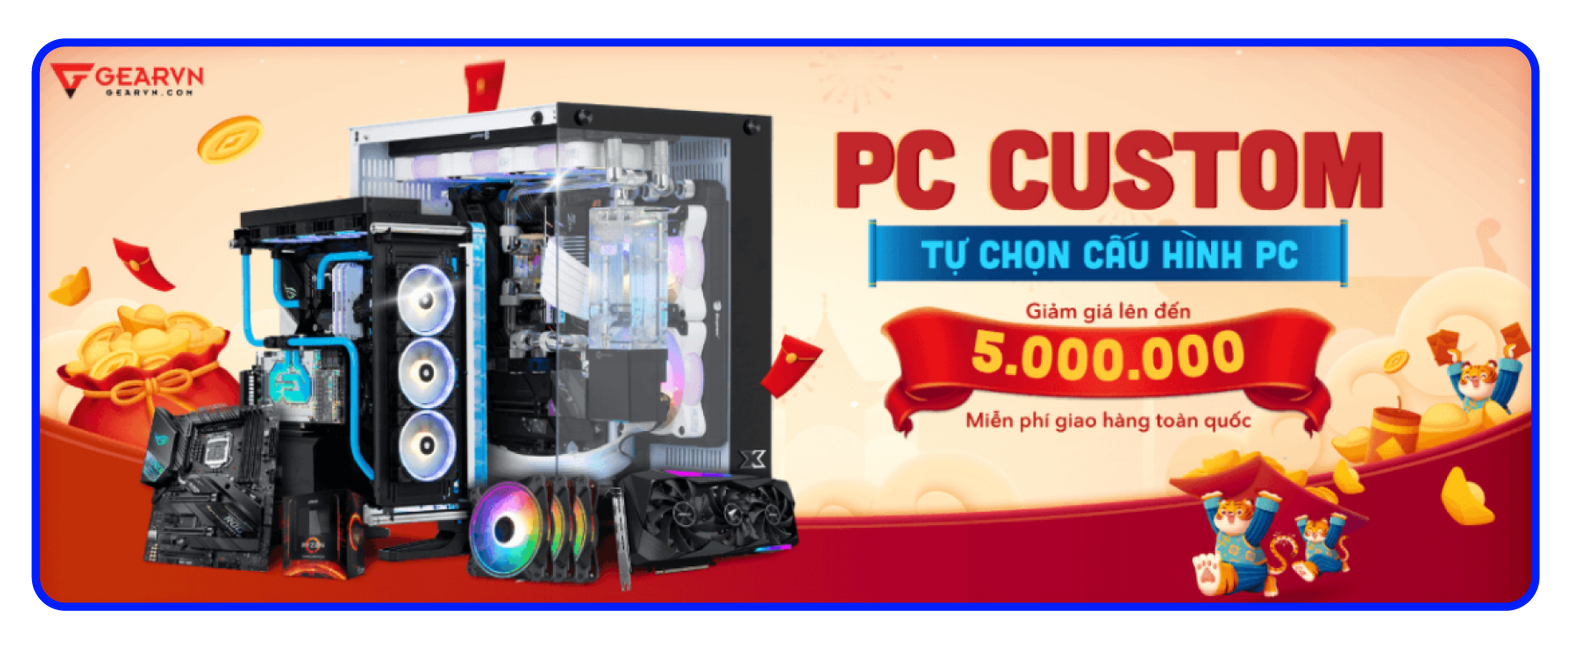 GEARVN
GEARVN.COM
PC CUSTOM
TỰ CHỌN CẤU HÌNH PC
Giảm giá lên đến
5.000.000
Miễn phí giao hàng toàn quốc
RYZEN